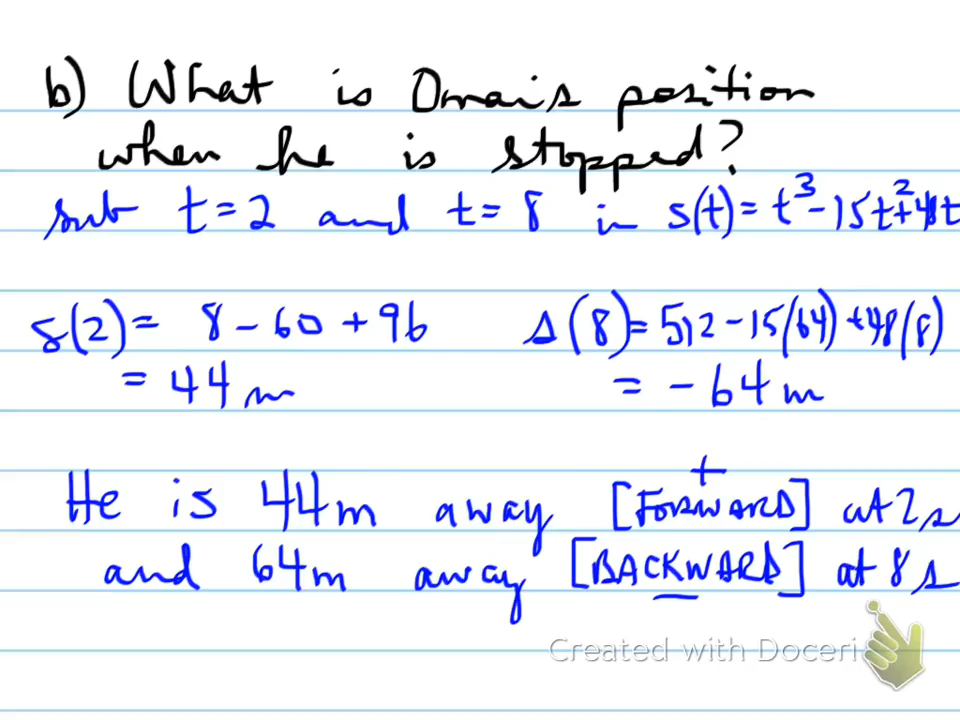 b) What is Omar's position
when he is stopped?
sub t = 2 and t = 8 in s(t) = t³ - 15t² + 48t
s(2) = 8 - 60 + 96 s(8) = 512 - 15(64) + 48(8)
= 44 m = - 64 m
+
He is 44m away [FORWARD] at 2s
and 64m away [BACKWARD] at 8s
Created with Doceri